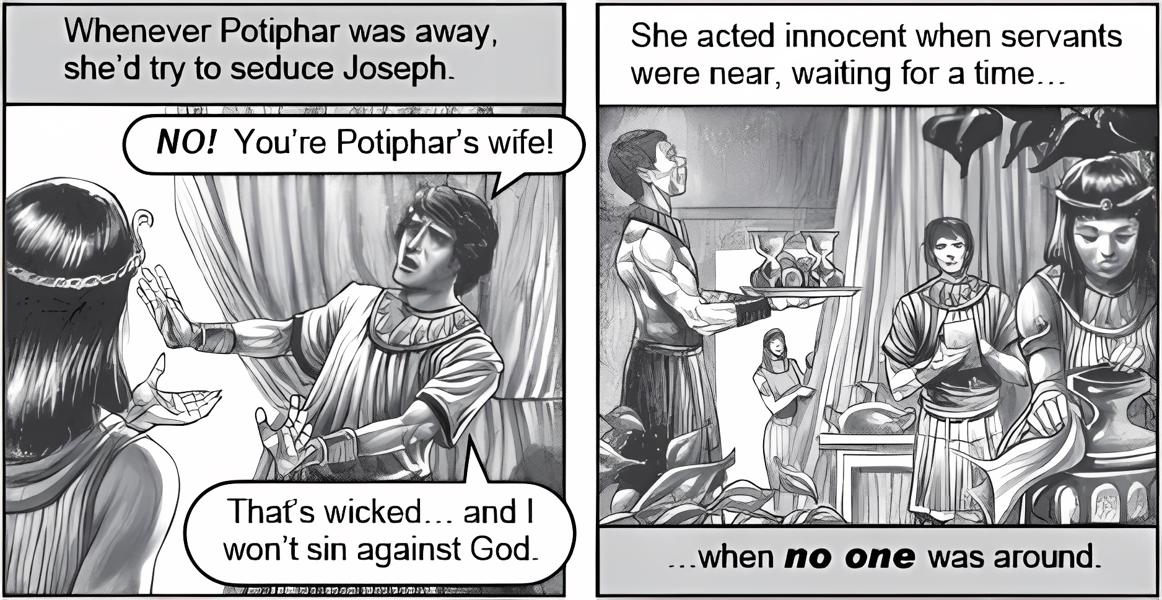 Whenever Potiphar was away,
she'd try to seduce Joseph.
NO! You're Potiphar's wife!
That's wicked... and I
won't sin against God.
She acted innocent when servants
were near, waiting for a time...
...when no one was around.